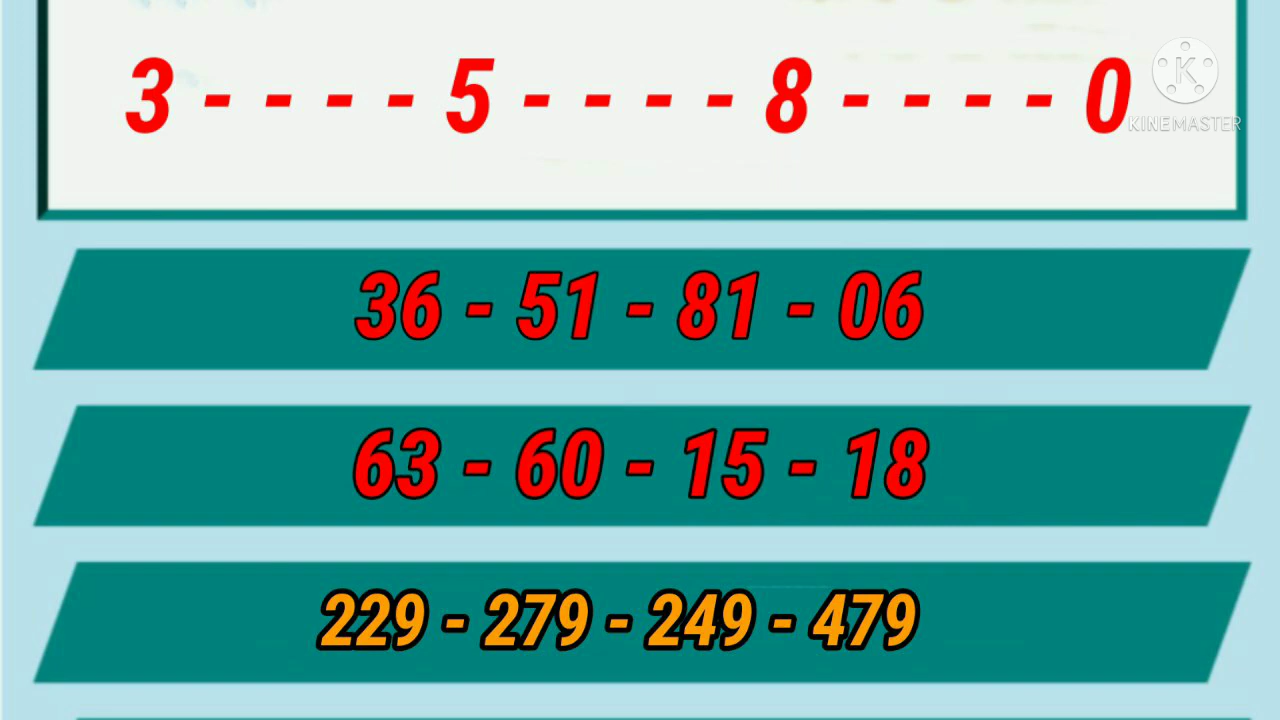 3 - - - - 5 - - - - 8 - - - - 0
KINEMASTER
36 - 51 - 81 - 06
63 - 60 - 15 - 18
229 - 279 - 249 - 479